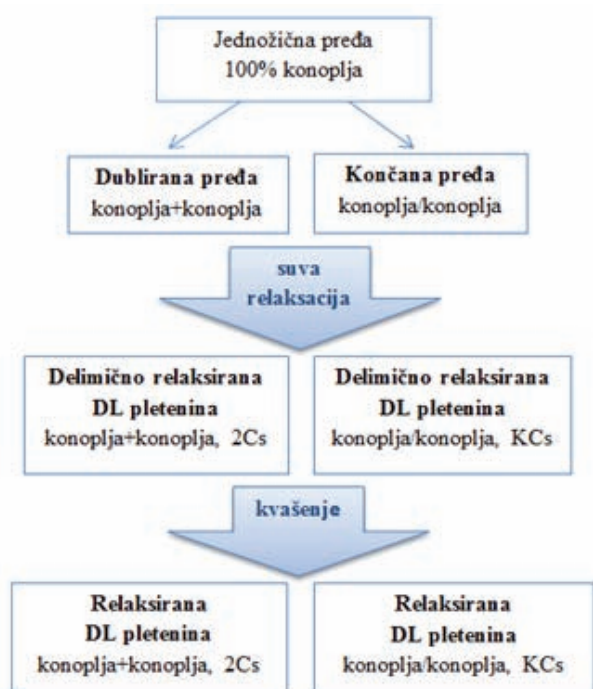 Jednožična pređa
100% konoplja
Dublirana pređa
konoplja+konoplja
Končana pređa
konoplja/konoplja
suva
relaksacija
Delimično relaksirana
DL pletenina
konoplja+konoplja, 2Cs
Delimično relaksirana
DL pletenina
konoplja/konoplja, KCs
kvašenje
Relaksirana
DL pletenina
konoplja+konoplja, 2Cs
Relaksirana
DL pletenina
konoplja/konoplja, KCs